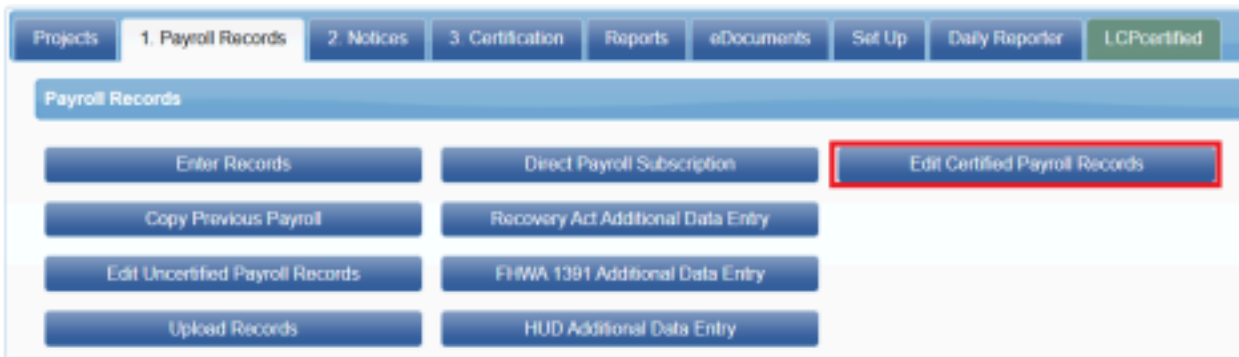 Projects 1. Payroll Records 2. Notices 3. Certification Reports eDocuments Set Up Daily Reporter LCPcertified
Payroll Records
Enter Records Direct Payroll Subscription Edit Certified Payroll Records
Copy Previous Payroll Recovery Act Additional Data Entry
Edit Uncertified Payroll Records FHWA 1391 Additional Data Entry
Upload Records HUD Additional Data Entry